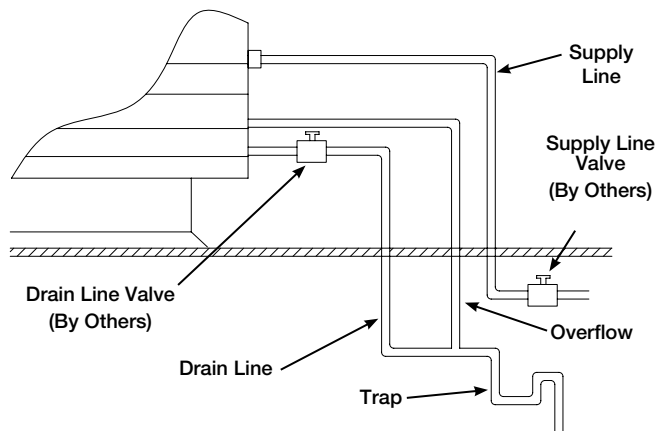 Supply
Line
Supply Line
Valve
(By Others)
Drain Line Valve
(By Others)
Overflow
Drain Line
Trap